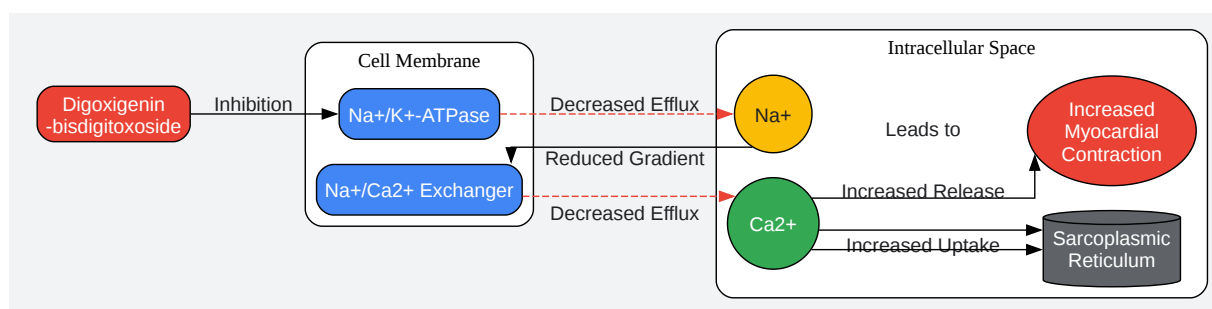 Digoxigenin
-bisdigitoxoside
Inhibition
Cell Membrane
Na+/K+-ATPase
Na+/Ca2+ Exchanger
Decreased Efflux
Reduced Gradient
Decreased Efflux
Intracellular Space
Na+
Ca2+
Leads to
Increased Release
Increased Uptake
Increased
Myocardial
Contraction
Sarcoplasmic
Reticulum